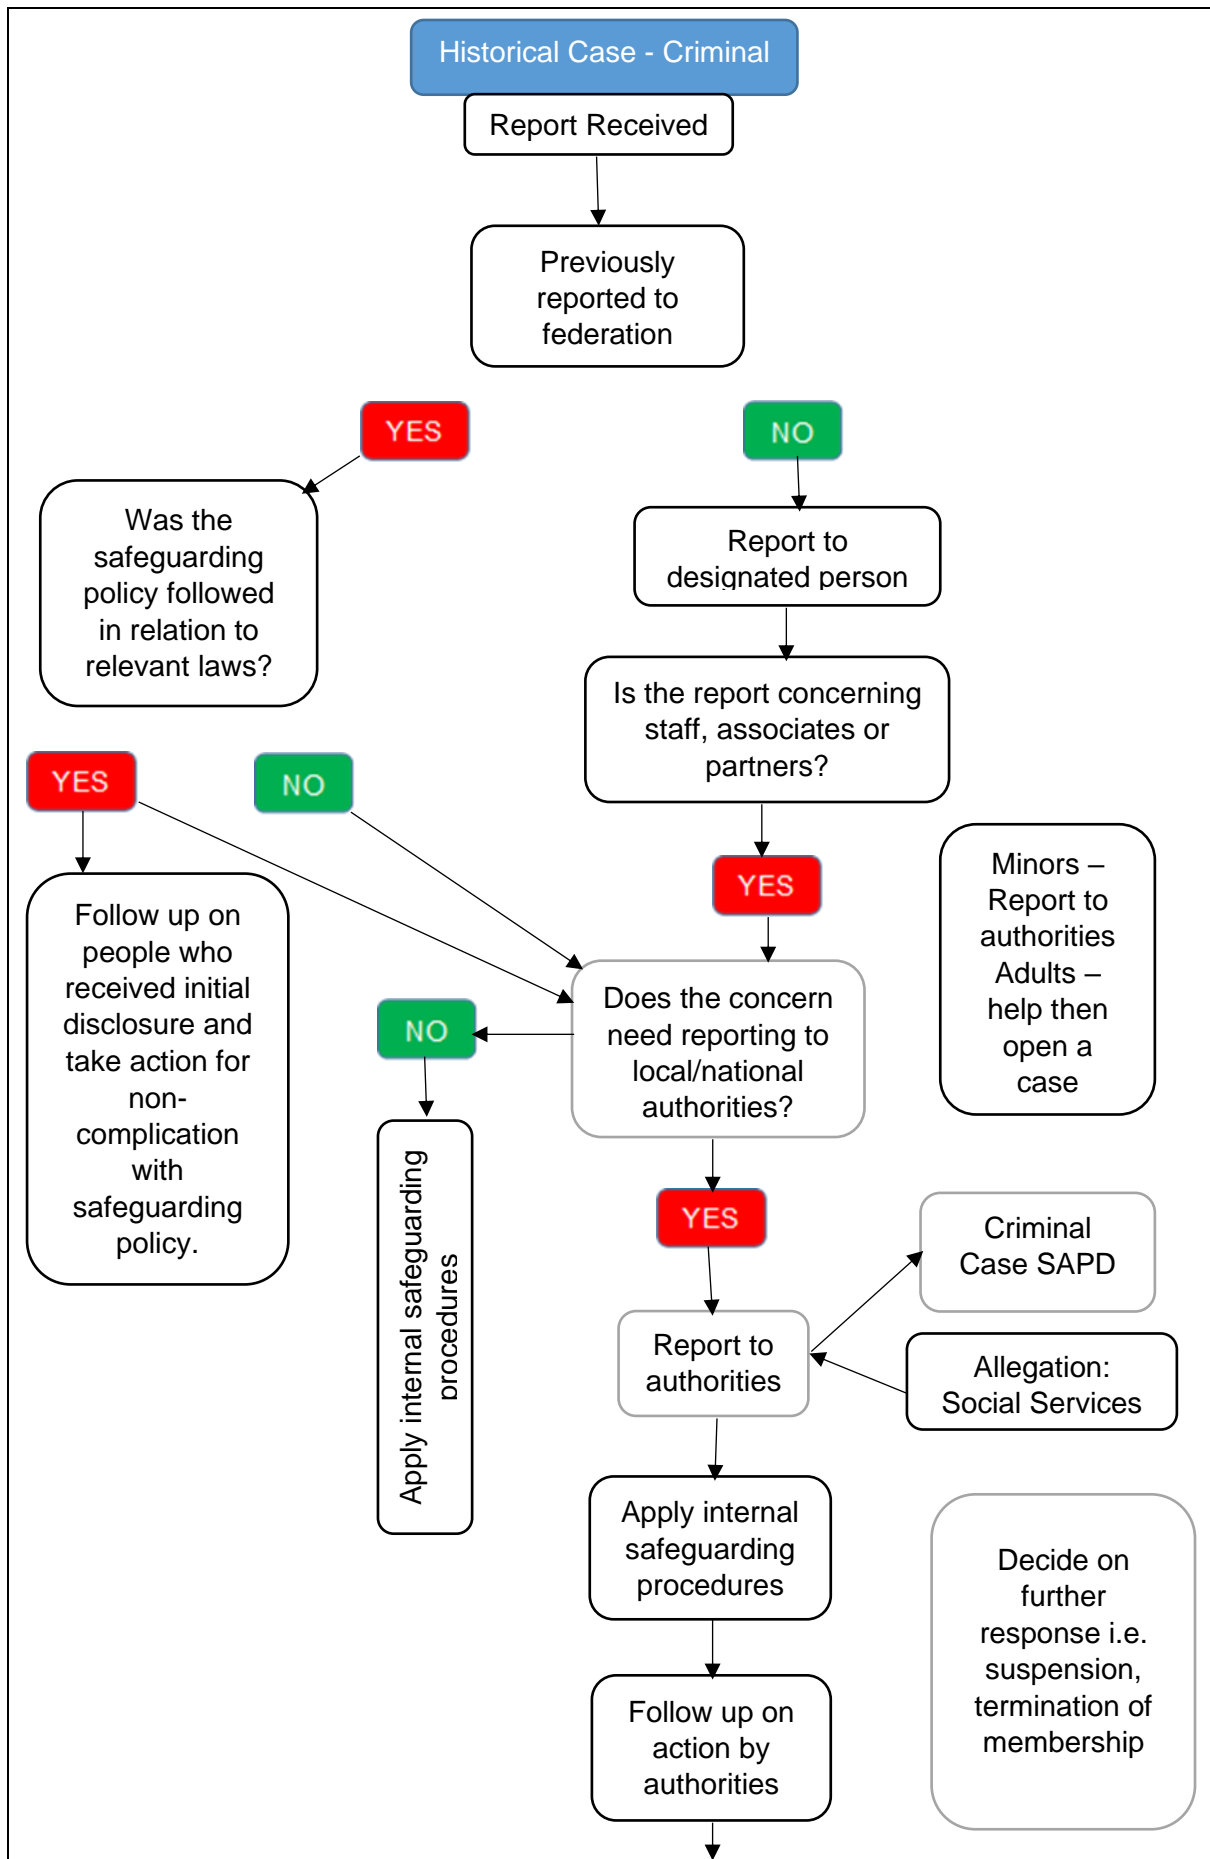 Historical Case - Criminal
Report Received
Previously
reported to
federation
YES
NO
Was the
safeguarding
policy followed
in relation to
relevant laws?
Report to
designated person
Is the report concerning
staff, associates or
partners?
YES
NO
YES
Minors –
Report to
authorities
Adults –
help then
open a
case
Follow up on
people who
received initial
disclosure and
take action for
non-
complication
with
safeguarding
policy.
Does the concern
need reporting to
local/national
authorities?
NO
Apply internal safeguarding
procedures
YES
Criminal
Case SAPD
Report to
authorities
Allegation:
Social Services
Apply internal
safeguarding
procedures
Decide on
further
response i.e.
suspension,
termination of
membership
Follow up on
action by
authorities